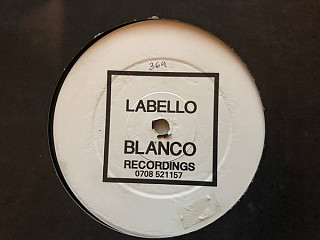 369
LABELLO
BLANCO
RECORDINGS
0708 521157